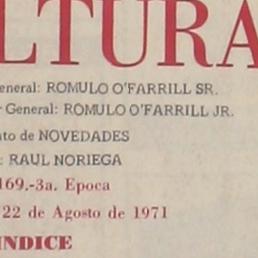 LTURA
eneral: ROMULO O'FARRILL SR.
r General: ROMULO O'FARRILL JR.
nto de NOVEDADES
: RAUL NORIEGA
169.-3a. Epoca
22 de Agosto de 1971
INDICE